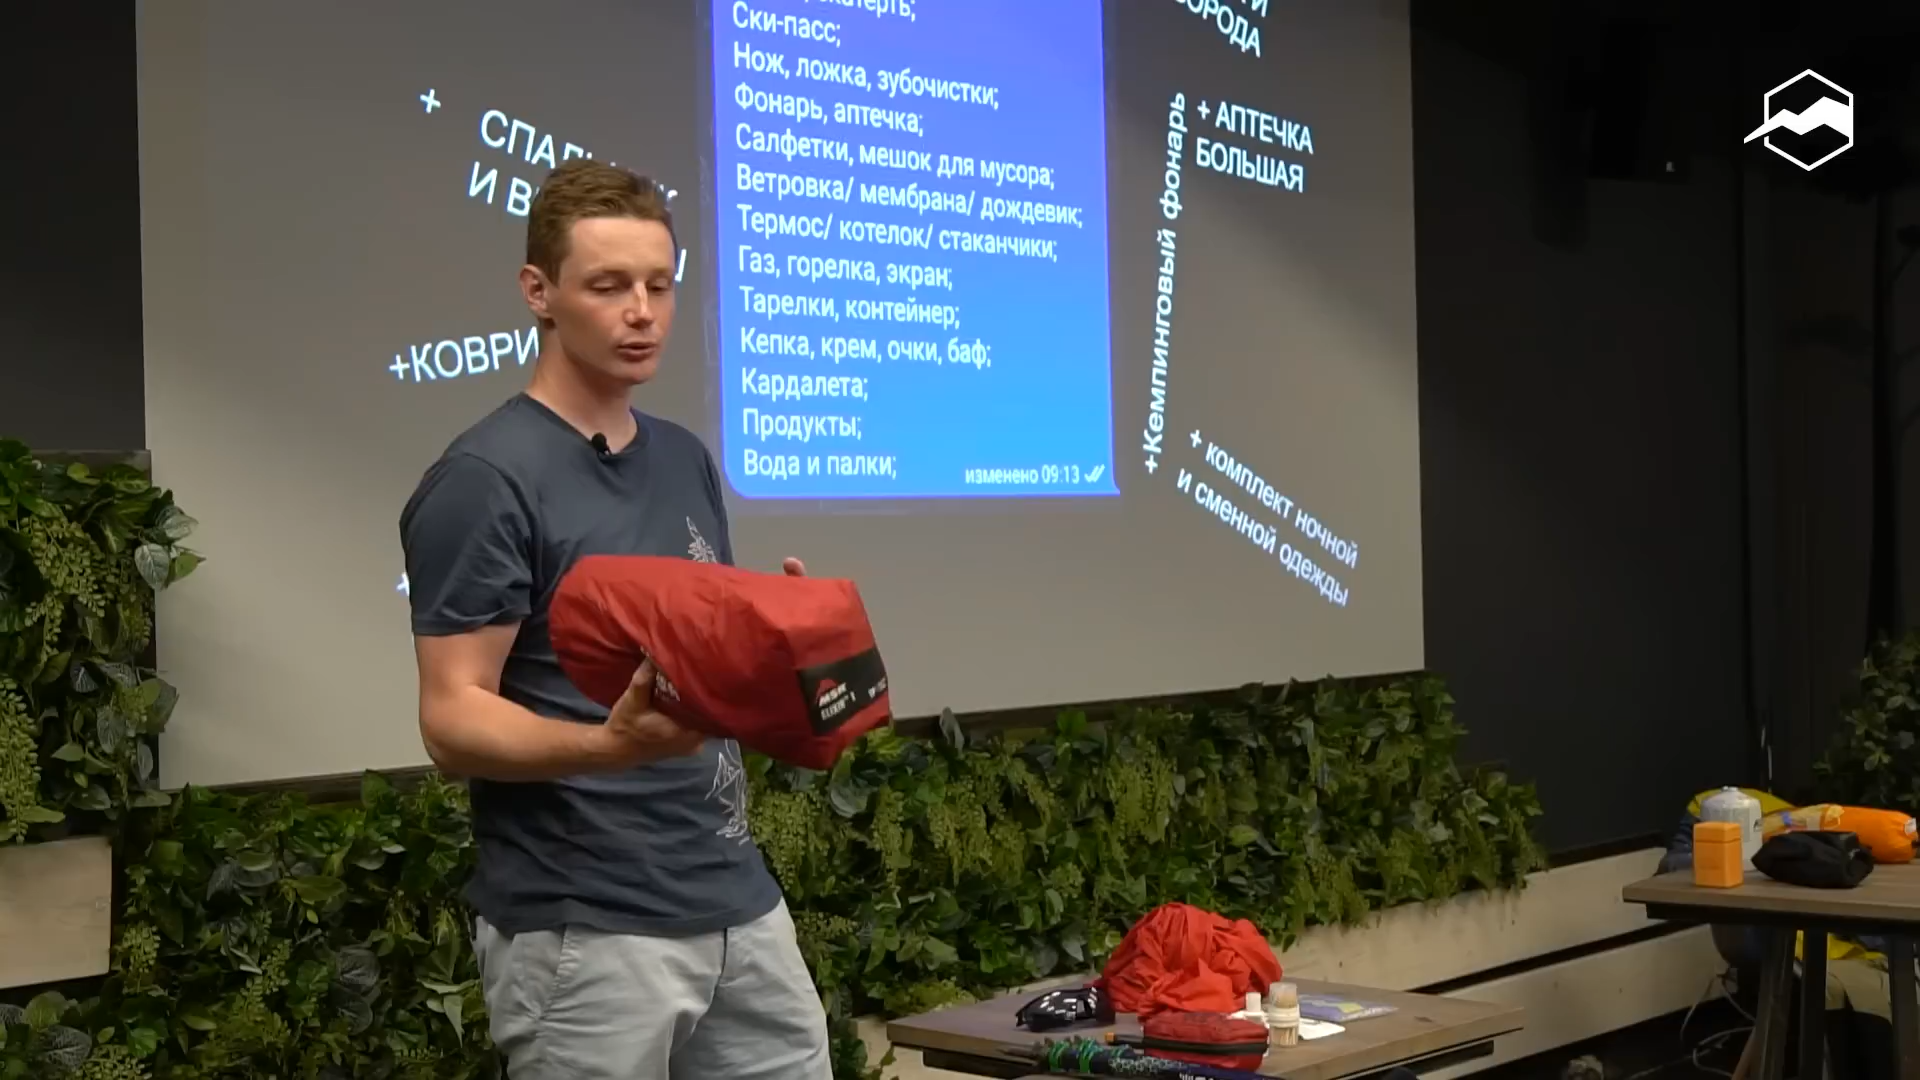 Ски-пасс;
Нож, ложка, зубочистки;
Фонарь, аптечка;
Салфетки, мешок для мусора;
Ветровка/ мембрана/ дождевик;
Термос/ котелок/ стаканчики;
Газ, горелка, экран;
Тарелки, контейнер;
Кепка, крем, очки, баф;
Кардалета;
Продукты;
Вода и палки;
изменено 09:13
+
И В
+КОВРИ
+ АПТЕЧКА
БОЛЬШАЯ
+Кемпинговый фонарь
+ комплект ночной
и сменной одежды
MSR
ELIXIR